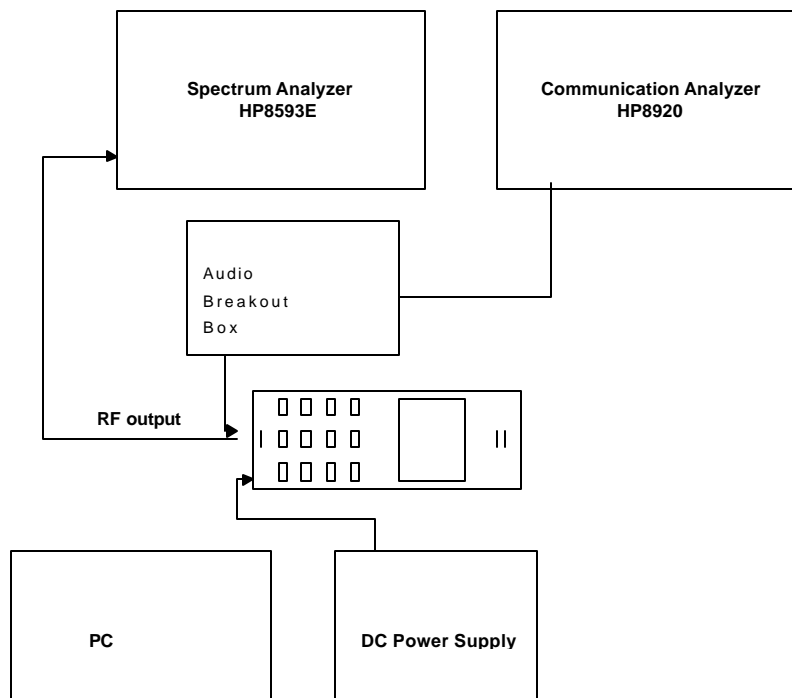 Spectrum Analyzer
HP8593E
Communication Analyzer
HP8920
Audio
Breakout
Box
RF output
PC
DC Power Supply